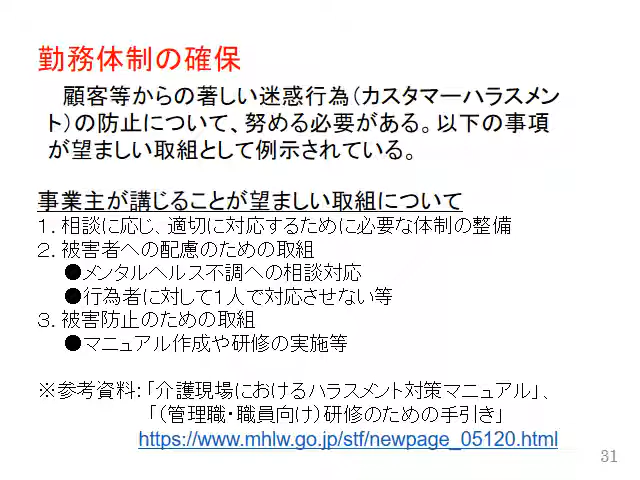 勤務体制の確保
顧客等からの著しい迷惑行為(カスタマーハラスメン
ト)の防止について、努める必要がある。以下の事項
が望ましい取組として例示されている。
事業主が講じることが望ましい取組について
１．相談に応じ、適切に対応するために必要な体制の整備
２．被害者への配慮のための取組
●メンタルヘルス不調への相談対応
●行為者に対して１人で対応させない等
３．被害防止のための取組
●マニュアル作成や研修の実施等
※参考資料：「介護現場におけるハラスメント対策マニュアル」、
「(管理職・職員向け)研修のための手引き」
https://www.mhlw.go.jp/stf/newpage_05120.html
31